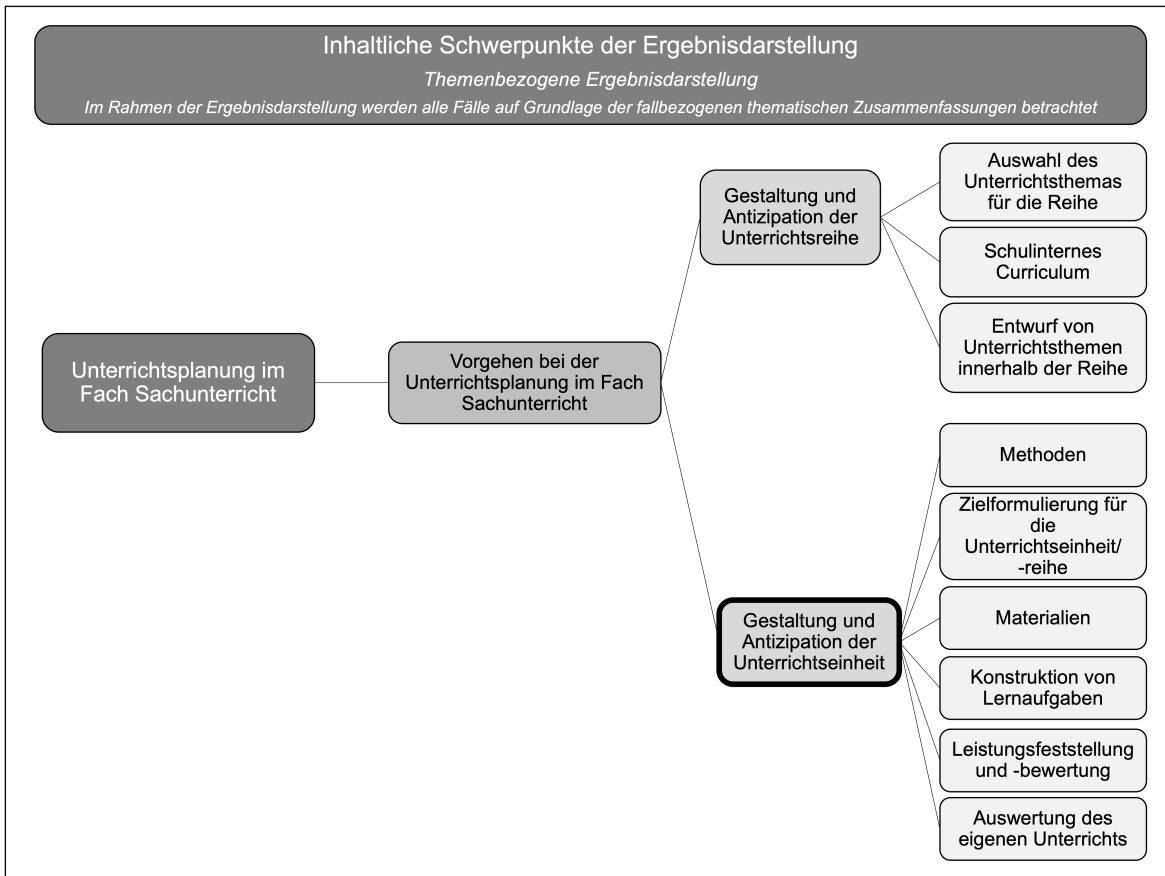 Inhaltliche Schwerpunkte der Ergebnisdarstellung
Themenbezogene Ergebnisdarstellung
Im Rahmen der Ergebnisdarstellung werden alle Fälle auf Grundlage der fallbezogenen thematischen Zusammenfassungen betrachtet
Unterrichtsplanung im
Fach Sachunterricht
Vorgehen bei der
Unterrichtsplanung im Fach
Sachunterricht
Gestaltung und
Antizipation der
Unterrichtsreihe
Auswahl des
Unterrichtsthemas
für die Reihe
Schulinternes
Curriculum
Entwurf von
Unterrichtsthemen
innerhalb der Reihe
Gestaltung und
Antizipation der
Unterrichtseinheit
Methoden
Zielformulierung für
die
Unterrichtseinheit/
-reihe
Materialien
Konstruktion von
Lernaufgaben
Leistungsfeststellung
und -bewertung
Auswertung des
eigenen Unterrichts